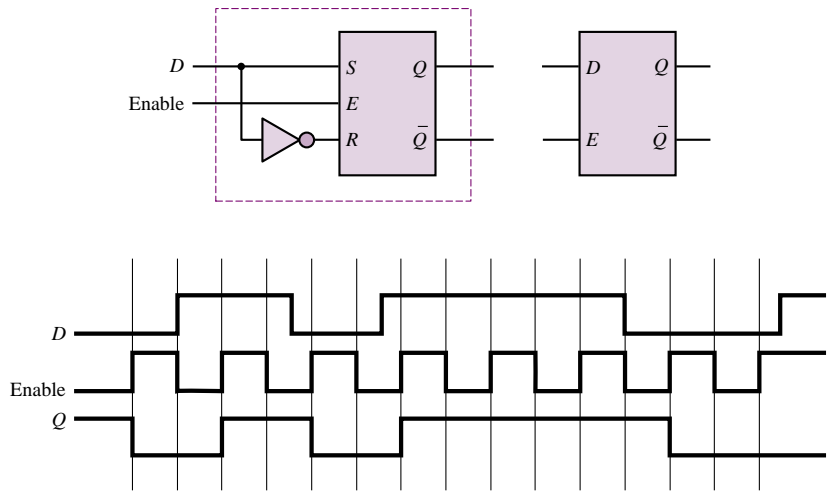 D S Q D Q
Enable E
R Q̅ E Q̅
D
Enable
Q